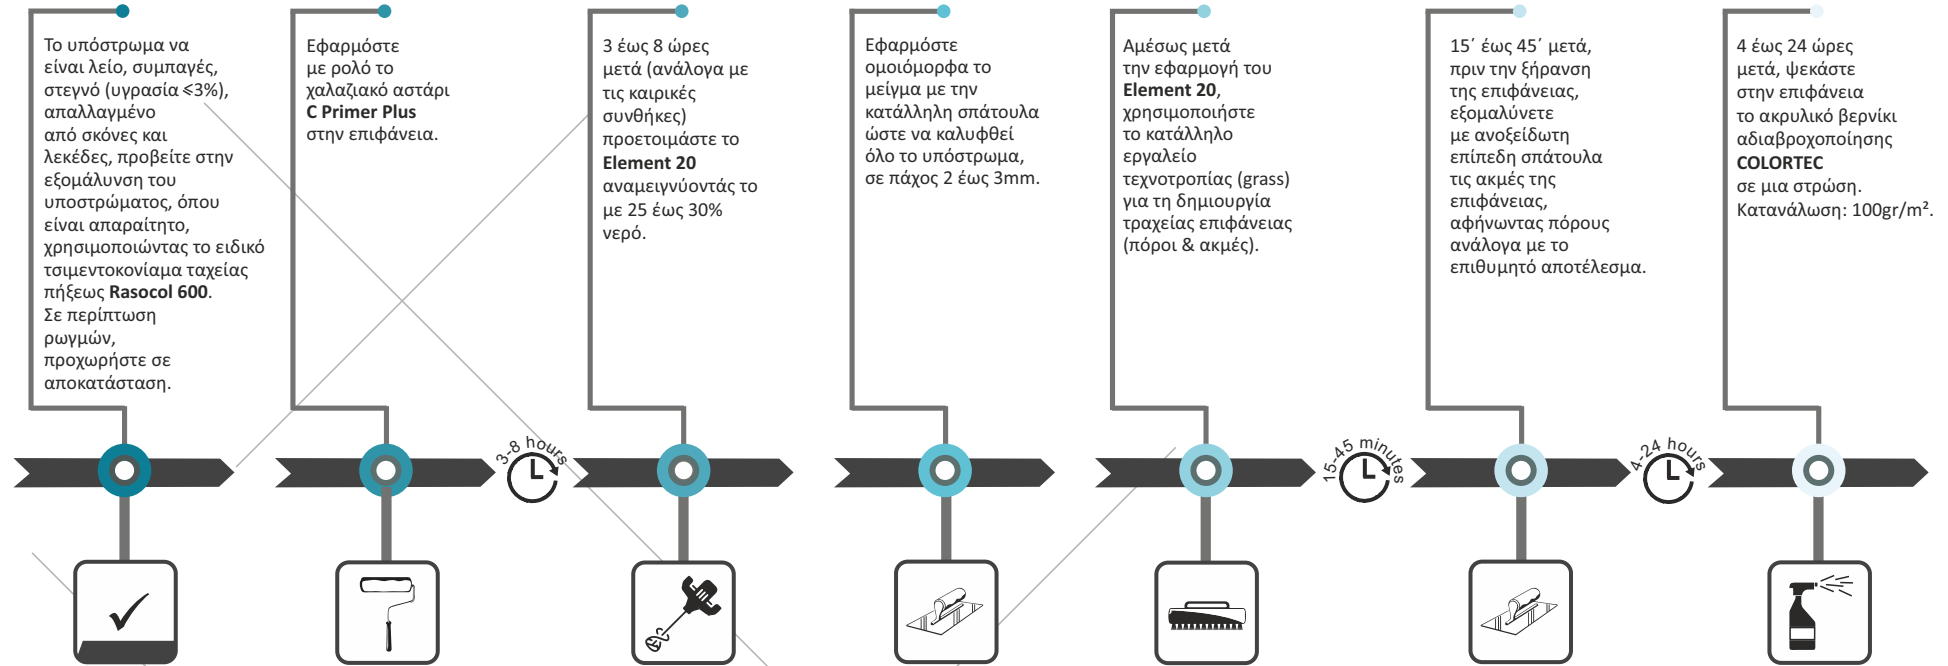 Το υπόστρωμα να
είναι λείο, συμπαγές,
στεγνό (υγρασία <3%),
απαλλαγμένο
από σκόνες και
λεκέδες, προβείτε στην
εξομάλυνση του
υποστρώματος, όπου
είναι απαραίτητο,
χρησιμοποιώντας το ειδικό
τσιμεντοκονίαμα ταχείας
πήξεως Rasocol 600.
Σε περίπτωση
ρωγμών,
προχωρήστε σε
αποκατάσταση.
Εφαρμόστε
με ρολό το
χαλαζιακό αστάρι
C Primer Plus
στην επιφάνεια.
3-8 hours
3 έως 8 ώρες
μετά (ανάλογα με
τις καιρικές
συνθήκες)
προετοιμάστε το
Element 20
αναμειγνύοντάς το
με 25 έως 30%
νερό.
Εφαρμόστε
ομοιόμορφα το
μείγμα με την
κατάλληλη σπάτουλα
ώστε να καλυφθεί
όλο το υπόστρωμα,
σε πάχος 2 έως 3mm.
Αμέσως μετά
την εφαρμογή του
Element 20,
χρησιμοποιήστε
το κατάλληλο
εργαλείο
τεχνοτροπίας (grass)
για τη δημιουργία
τραχείας επιφάνειας
(πόροι & ακμές).
15-45 minutes
15΄ έως 45΄ μετά,
πριν την ξήρανση
της επιφάνειας,
εξομαλύνετε
με ανοξείδωτη
επίπεδη σπάτουλα
τις ακμές της
επιφάνειας,
αφήνωντας πόρους
ανάλογα με το
επιθυμητό αποτέλεσμα.
4-24 hours
4 έως 24 ώρες
μετά, ψεκάστε
στην επιφάνεια
το ακρυλικό βερνίκι
αδιαβροχοποίησης
COLORTEC
σε μια στρώση.
Κατανάλωση: 100gr/m².